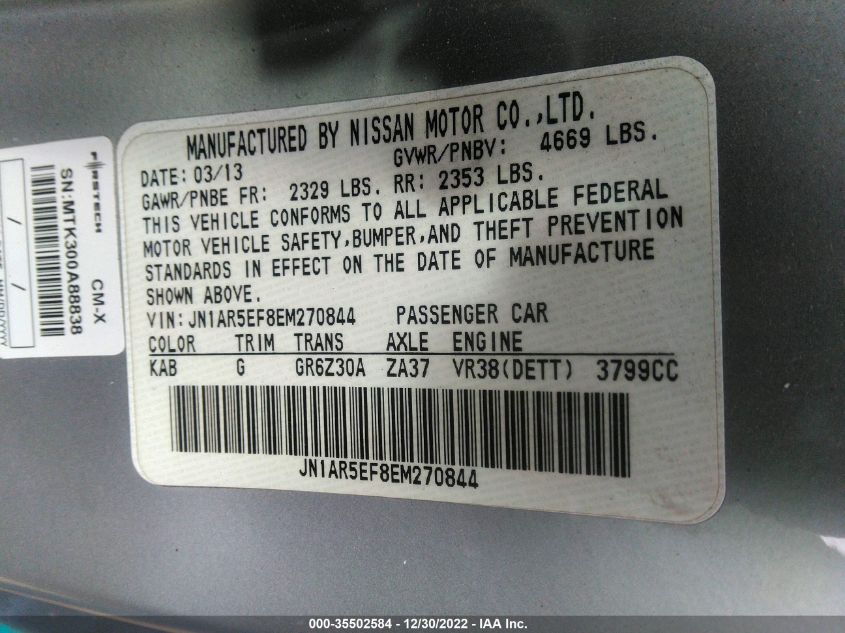 MANUFACTURED BY NISSAN MOTOR CO.,LTD.
DATE: 03/13 GVWR/PNBV: 4669 LBS.
GAWR/PNBE FR: 2329 LBS. RR: 2353 LBS.
THIS VEHICLE CONFORMS TO ALL APPLICABLE FEDERAL
MOTOR VEHICLE SAFETY,BUMPER,AND THEFT PREVENTION
STANDARDS IN EFFECT ON THE DATE OF MANUFACTURE
SHOWN ABOVE.
VIN:JN1AR5EF8EM270844 PASSENGER CAR
COLOR TRIM TRANS AXLE ENGINE
KAB G GR6Z30A ZA37 VR38(DETT) 3799CC
JN1AR5EF8EM270844
FIRSTECH CM-X
SN:MTK300A88838
/ /
000-35502584 - 12/30/2022 - IAA Inc.